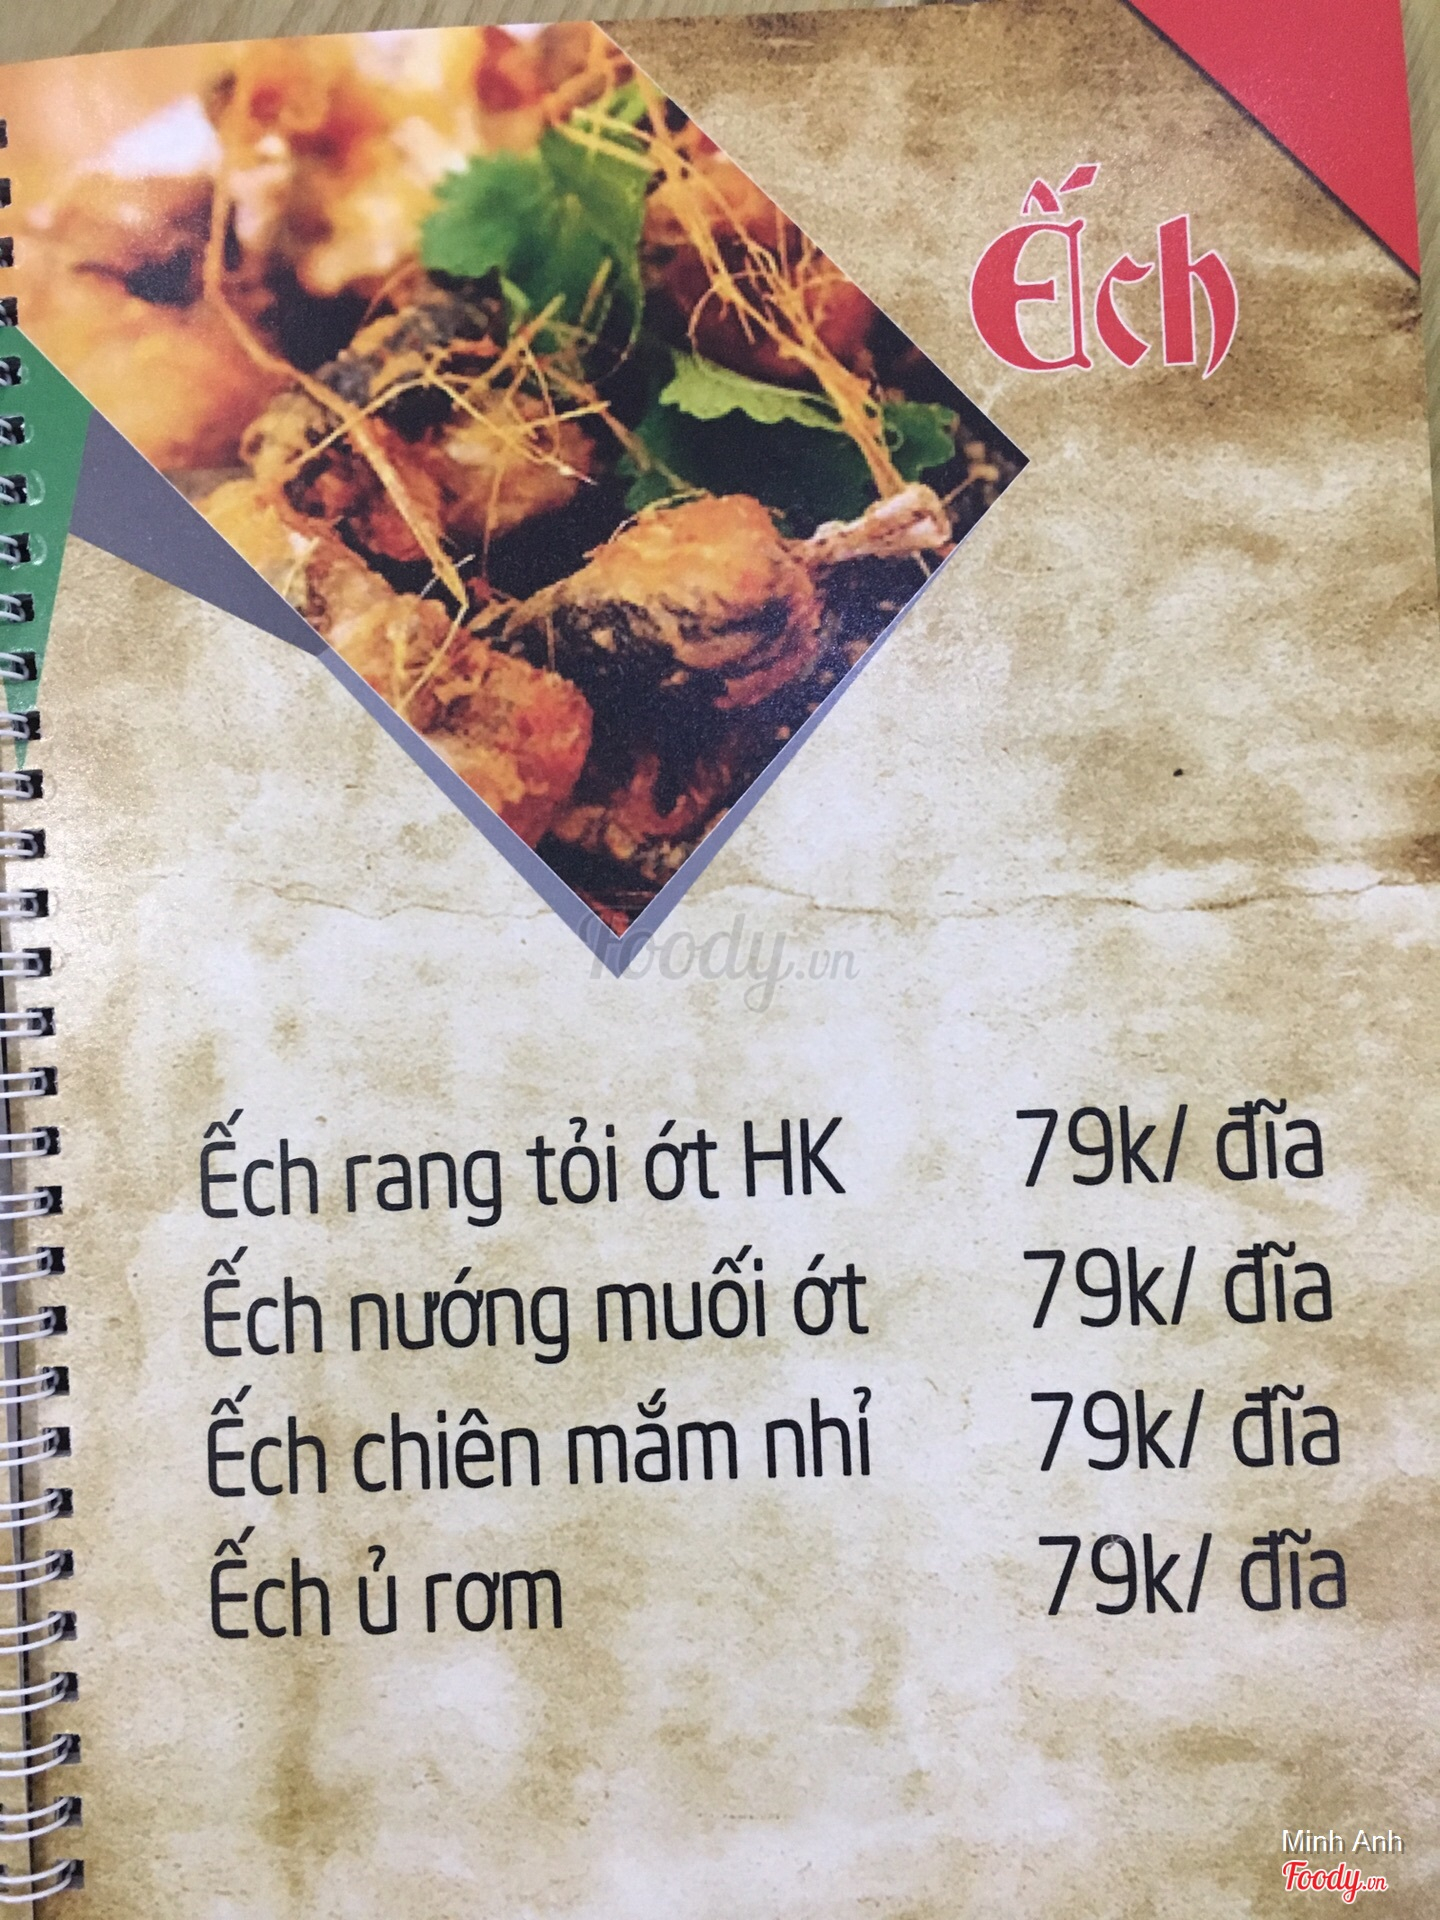 Ếch
Foody.vn
Ếch rang tỏi ớt HK 79k/ đĩa
Ếch nướng muối ớt 79k/ đĩa
Ếch chiên mắm nhỉ 79k/ đĩa
Ếch ủ rơm 79k/ đĩa
Minh Anh
Foody.vn